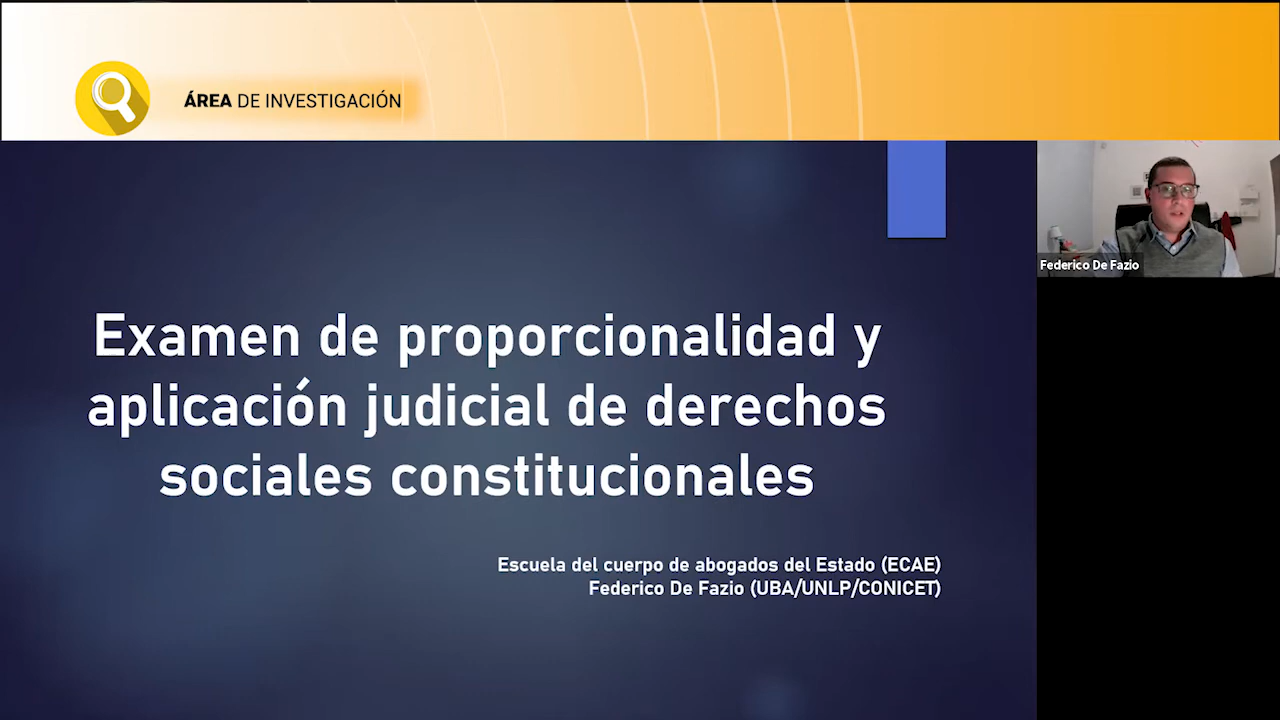 ÁREA DE INVESTIGACIÓN
Federico De Fazio
Examen de proporcionalidad y
aplicación judicial de derechos
sociales constitucionales
Escuela del cuerpo de abogados del Estado (ECAE)
Federico De Fazio (UBA/UNLP/CONICET)